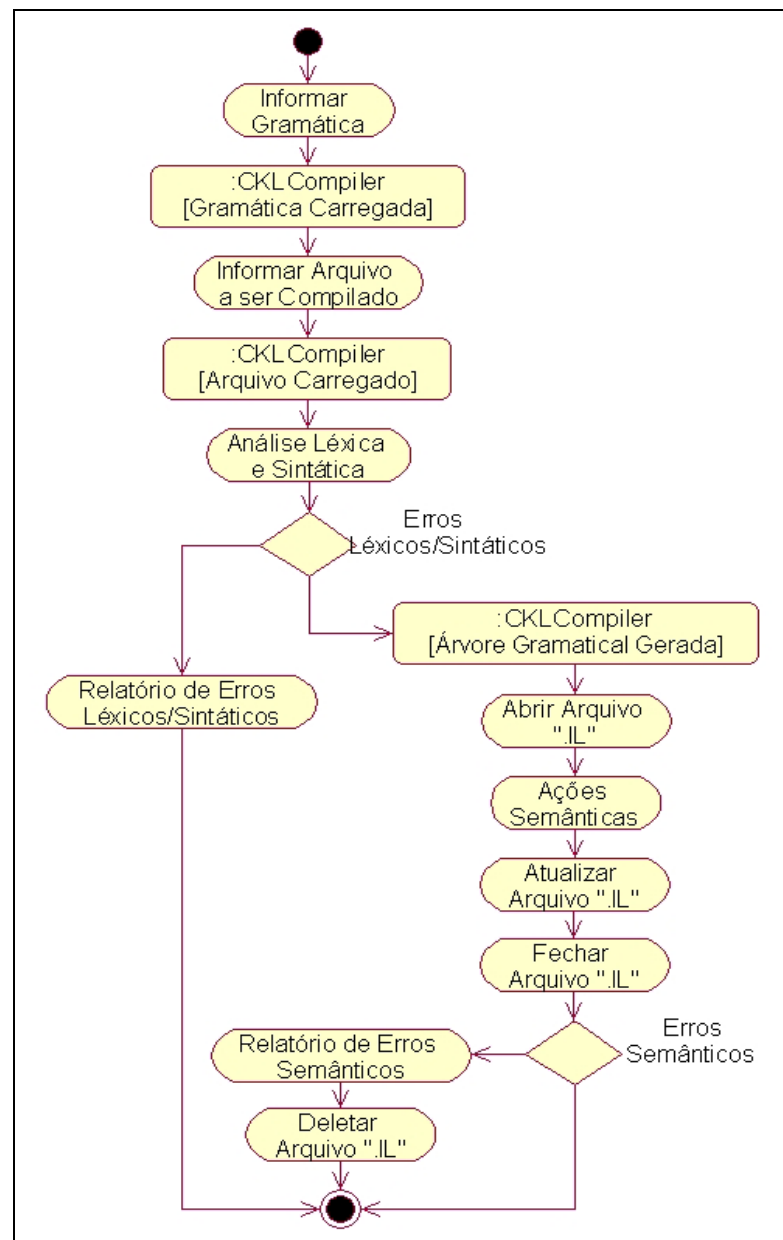 Informar
Gramática
:CKLCompiler
[Gramática Carregada]
Informar Arquivo
a ser Compilado
:CKLCompiler
[Arquivo Carregado]
Análise Léxica
e Sintática
Erros
Léxicos/Sintáticos
:CKLCompiler
[Árvore Gramatical Gerada]
Relatório de Erros
Léxicos/Sintáticos
Abrir Arquivo
".IL"
Ações
Semânticas
Atualizar
Arquivo ".IL"
Fechar
Arquivo ".IL"
Erros
Semânticos
Relatório de Erros
Semânticos
Deletar
Arquivo ".IL"